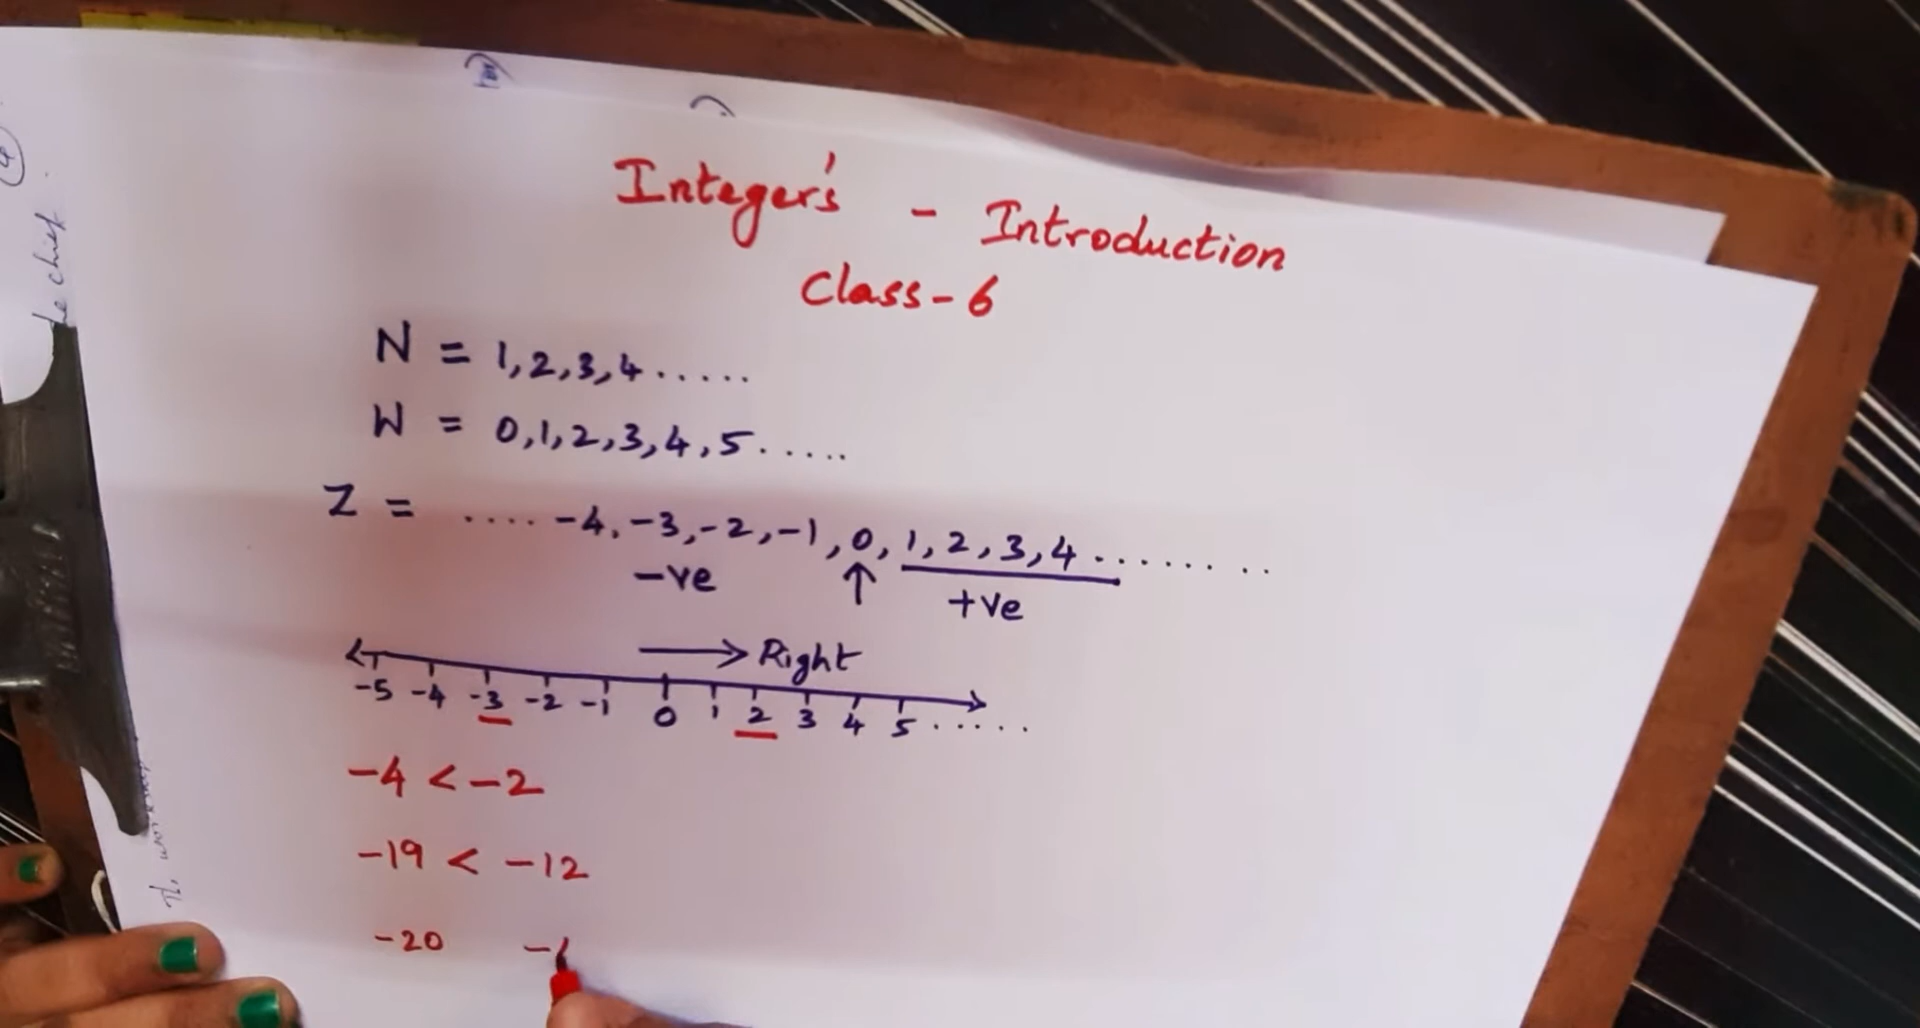 Integer's - Introduction
Class-6
N = 1,2,3,4.....
W = 0,1,2,3,4,5.....
Z = ....-4,-3,-2,-1,0,1,2,3,4.........
-ve ↑ +ve
→ Right
-5 -4 -3 -2 -1 0 1 2 3 4 5.....
-4 < -2
-19 < -12
-20 -
he chief